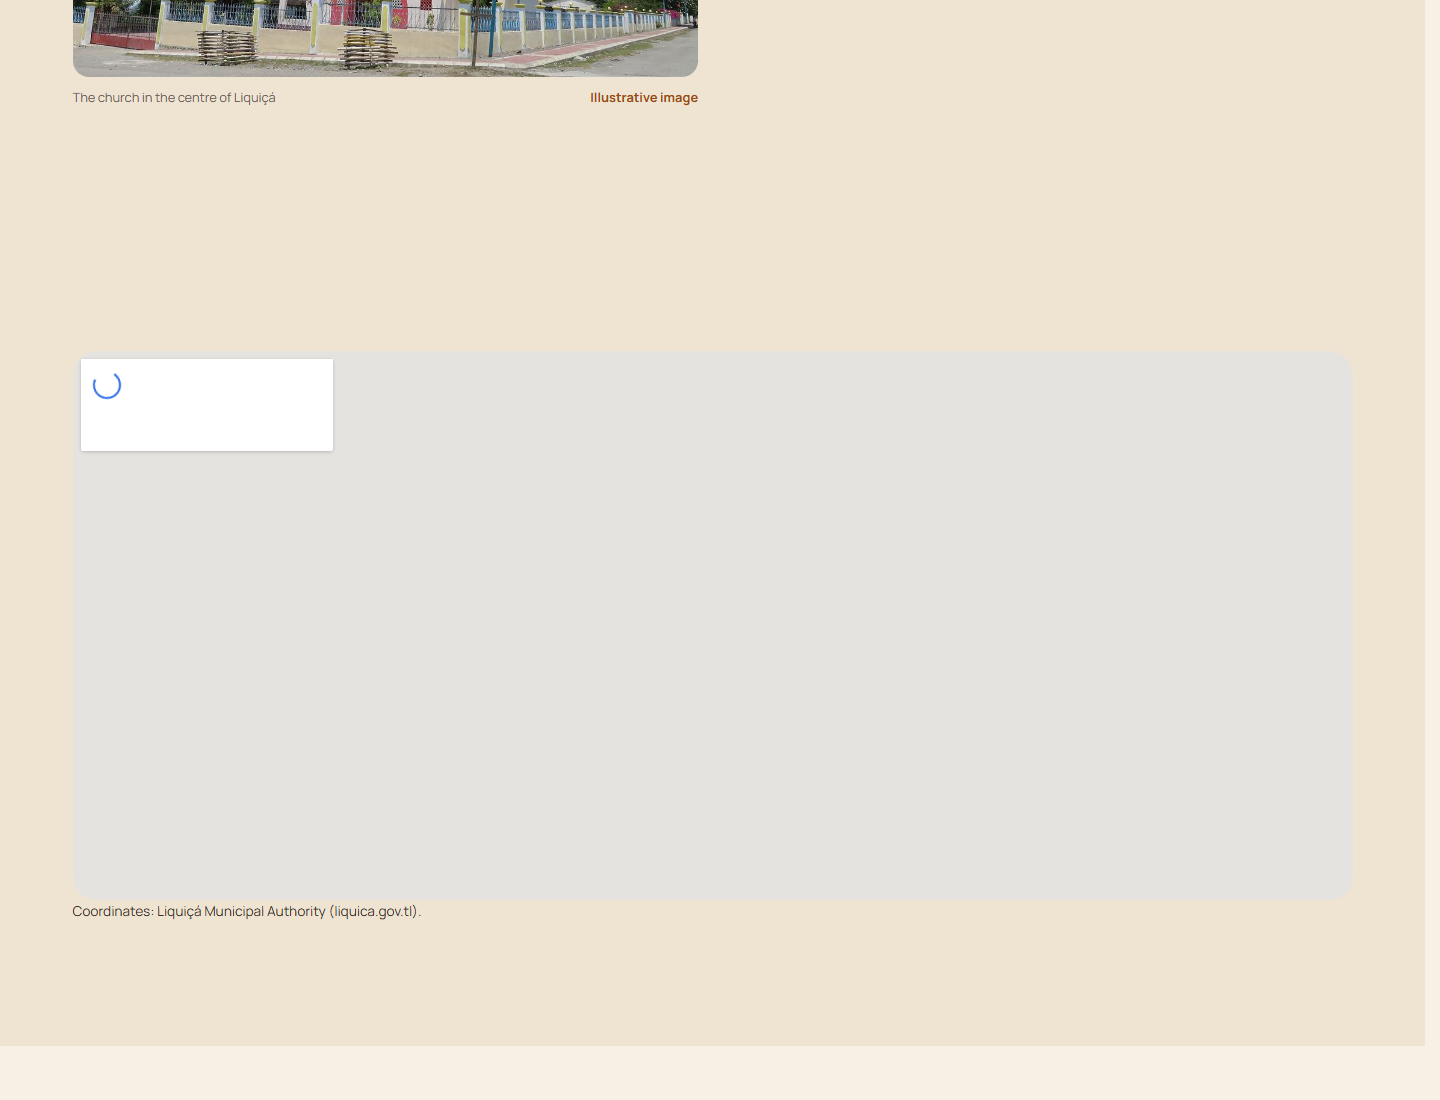 The church in the centre of Liquiçá
Illustrative image
Coordinates: Liquiçá Municipal Authority (liquica.gov.tl).